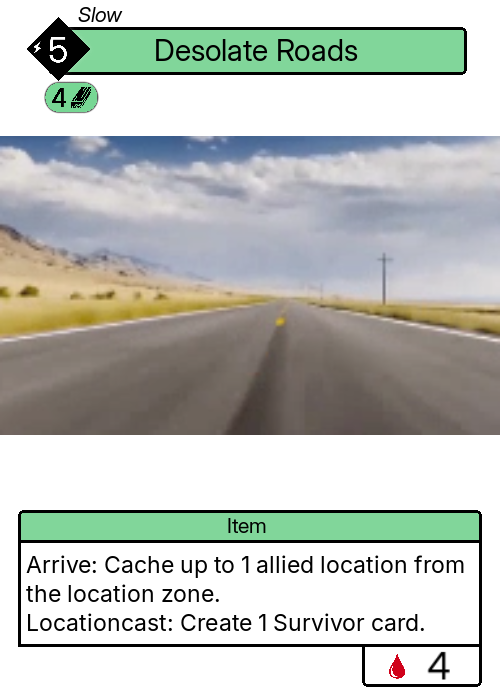 Slow
5
Desolate Roads
4
Item
Arrive: Cache up to 1 allied location from
the location zone.
Locationcast: Create 1 Survivor card.
4